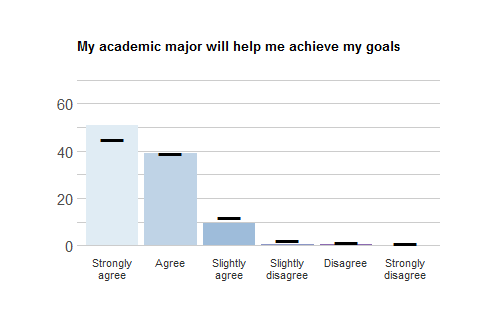 My academic major will help me achieve my goals
60
40
20
0
Strongly
agree
Agree
Slightly
agree
Slightly
disagree
Disagree
Strongly
disagree